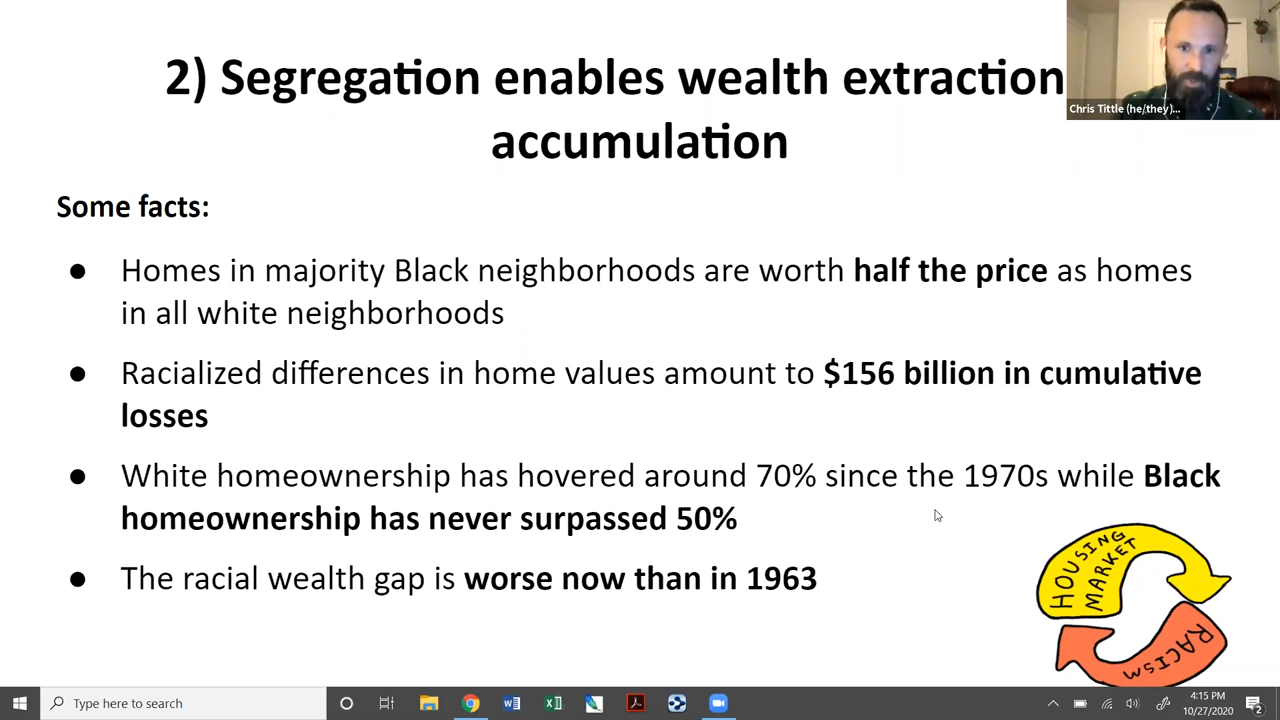 2) Segregation enables wealth extraction
accumulation
Chris Tittle (he/they)...
Some facts:
● Homes in majority Black neighborhoods are worth half the price as homes
in all white neighborhoods
● Racialized differences in home values amount to $156 billion in cumulative
losses
● White homeownership has hovered around 70% since the 1970s while Black
homeownership has never surpassed 50%
● The racial wealth gap is worse now than in 1963
HOUSING
MARKET
RACISM
Type here to search
4:15 PM
10/27/2020
2